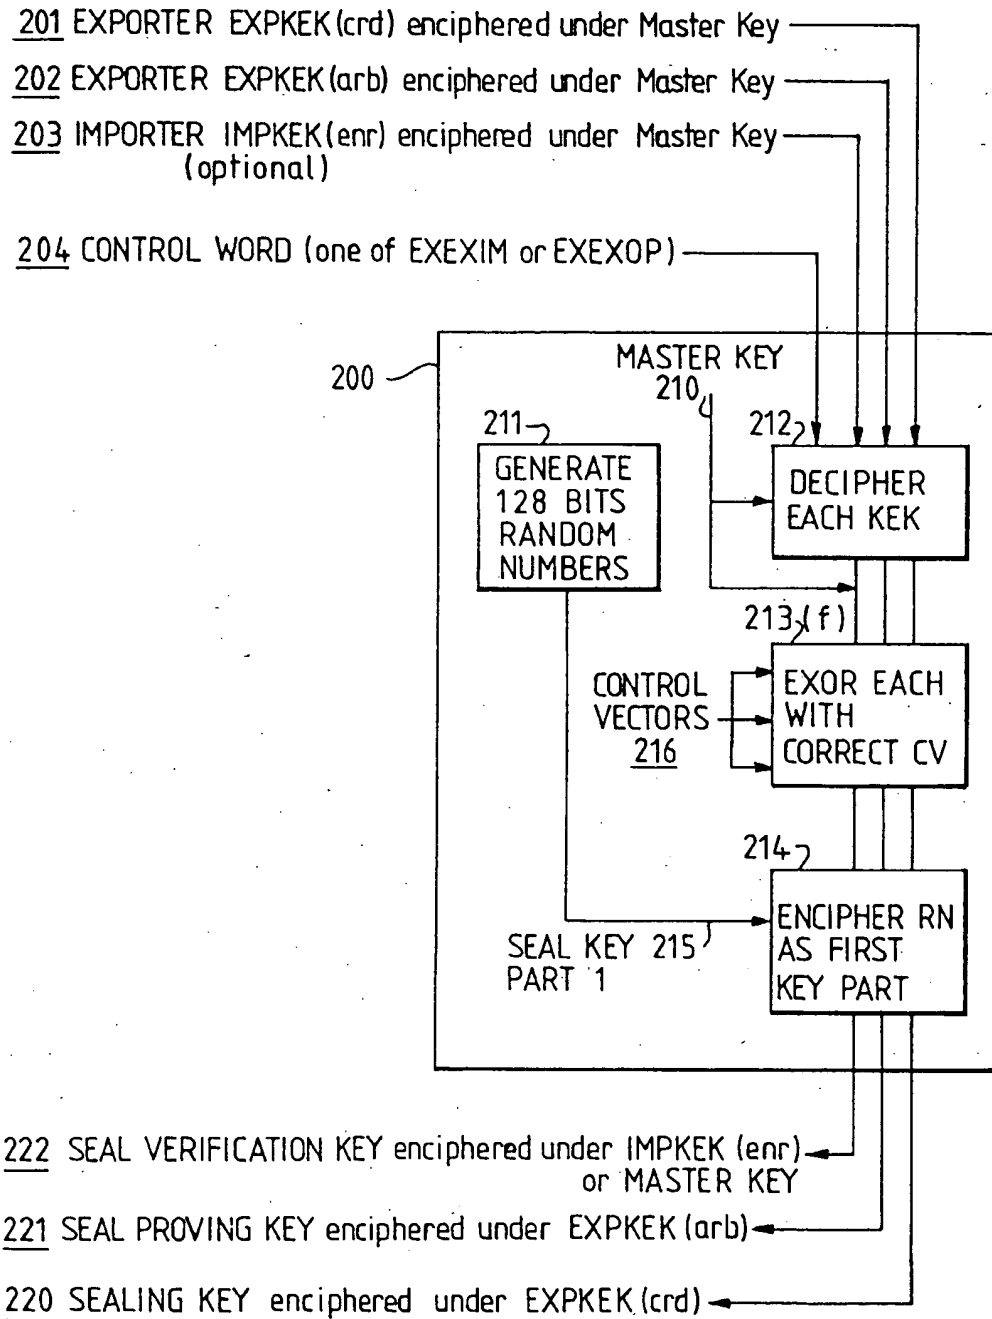 201 EXPORTER EXPKEK(crd) enciphered under Master Key
202 EXPORTER EXPKEK(arb) enciphered under Master Key
203 IMPORTER IMPKEK(enr) enciphered under Master Key
(optional)
204 CONTROL WORD (one of EXEXIM or EXEXOP)
200
MASTER KEY
210
211
GENERATE
128 BITS
RANDOM
NUMBERS
212
DECIPHER
EACH KEK
213 (f)
CONTROL
VECTORS
216
EXOR EACH
WITH
CORRECT CV
214
ENCIPHER RN
AS FIRST
KEY PART
SEAL KEY 215
PART 1
222 SEAL VERIFICATION KEY enciphered under IMPKEK (enr)
or MASTER KEY
221 SEAL PROVING KEY enciphered under EXPKEK (arb)
220 SEALING KEY enciphered under EXPKEK (crd)